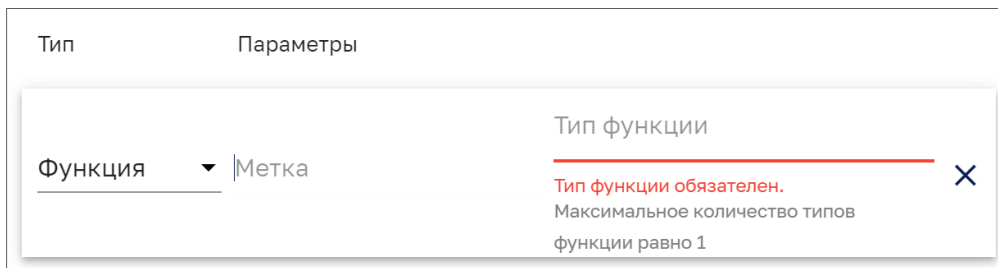 Тип Параметры
Тип функции
Функция Метка
Тип функции обязателен.
Максимальное количество типов
функции равно 1